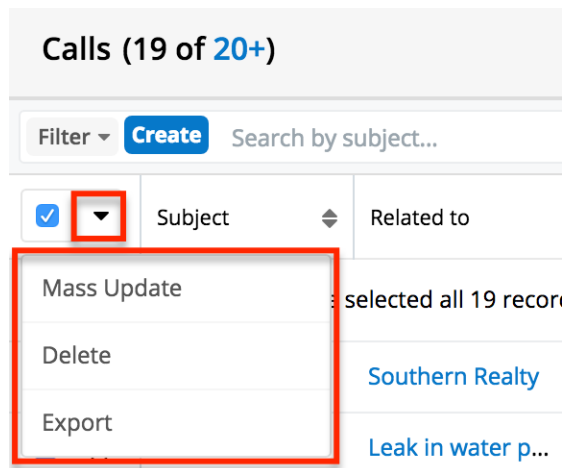 Calls (19 of 20+)
Filter Create Search by subject...
Subject Related to
Mass Update
selected all 19
Delete
Southern Realty
Export
Leak in water p...